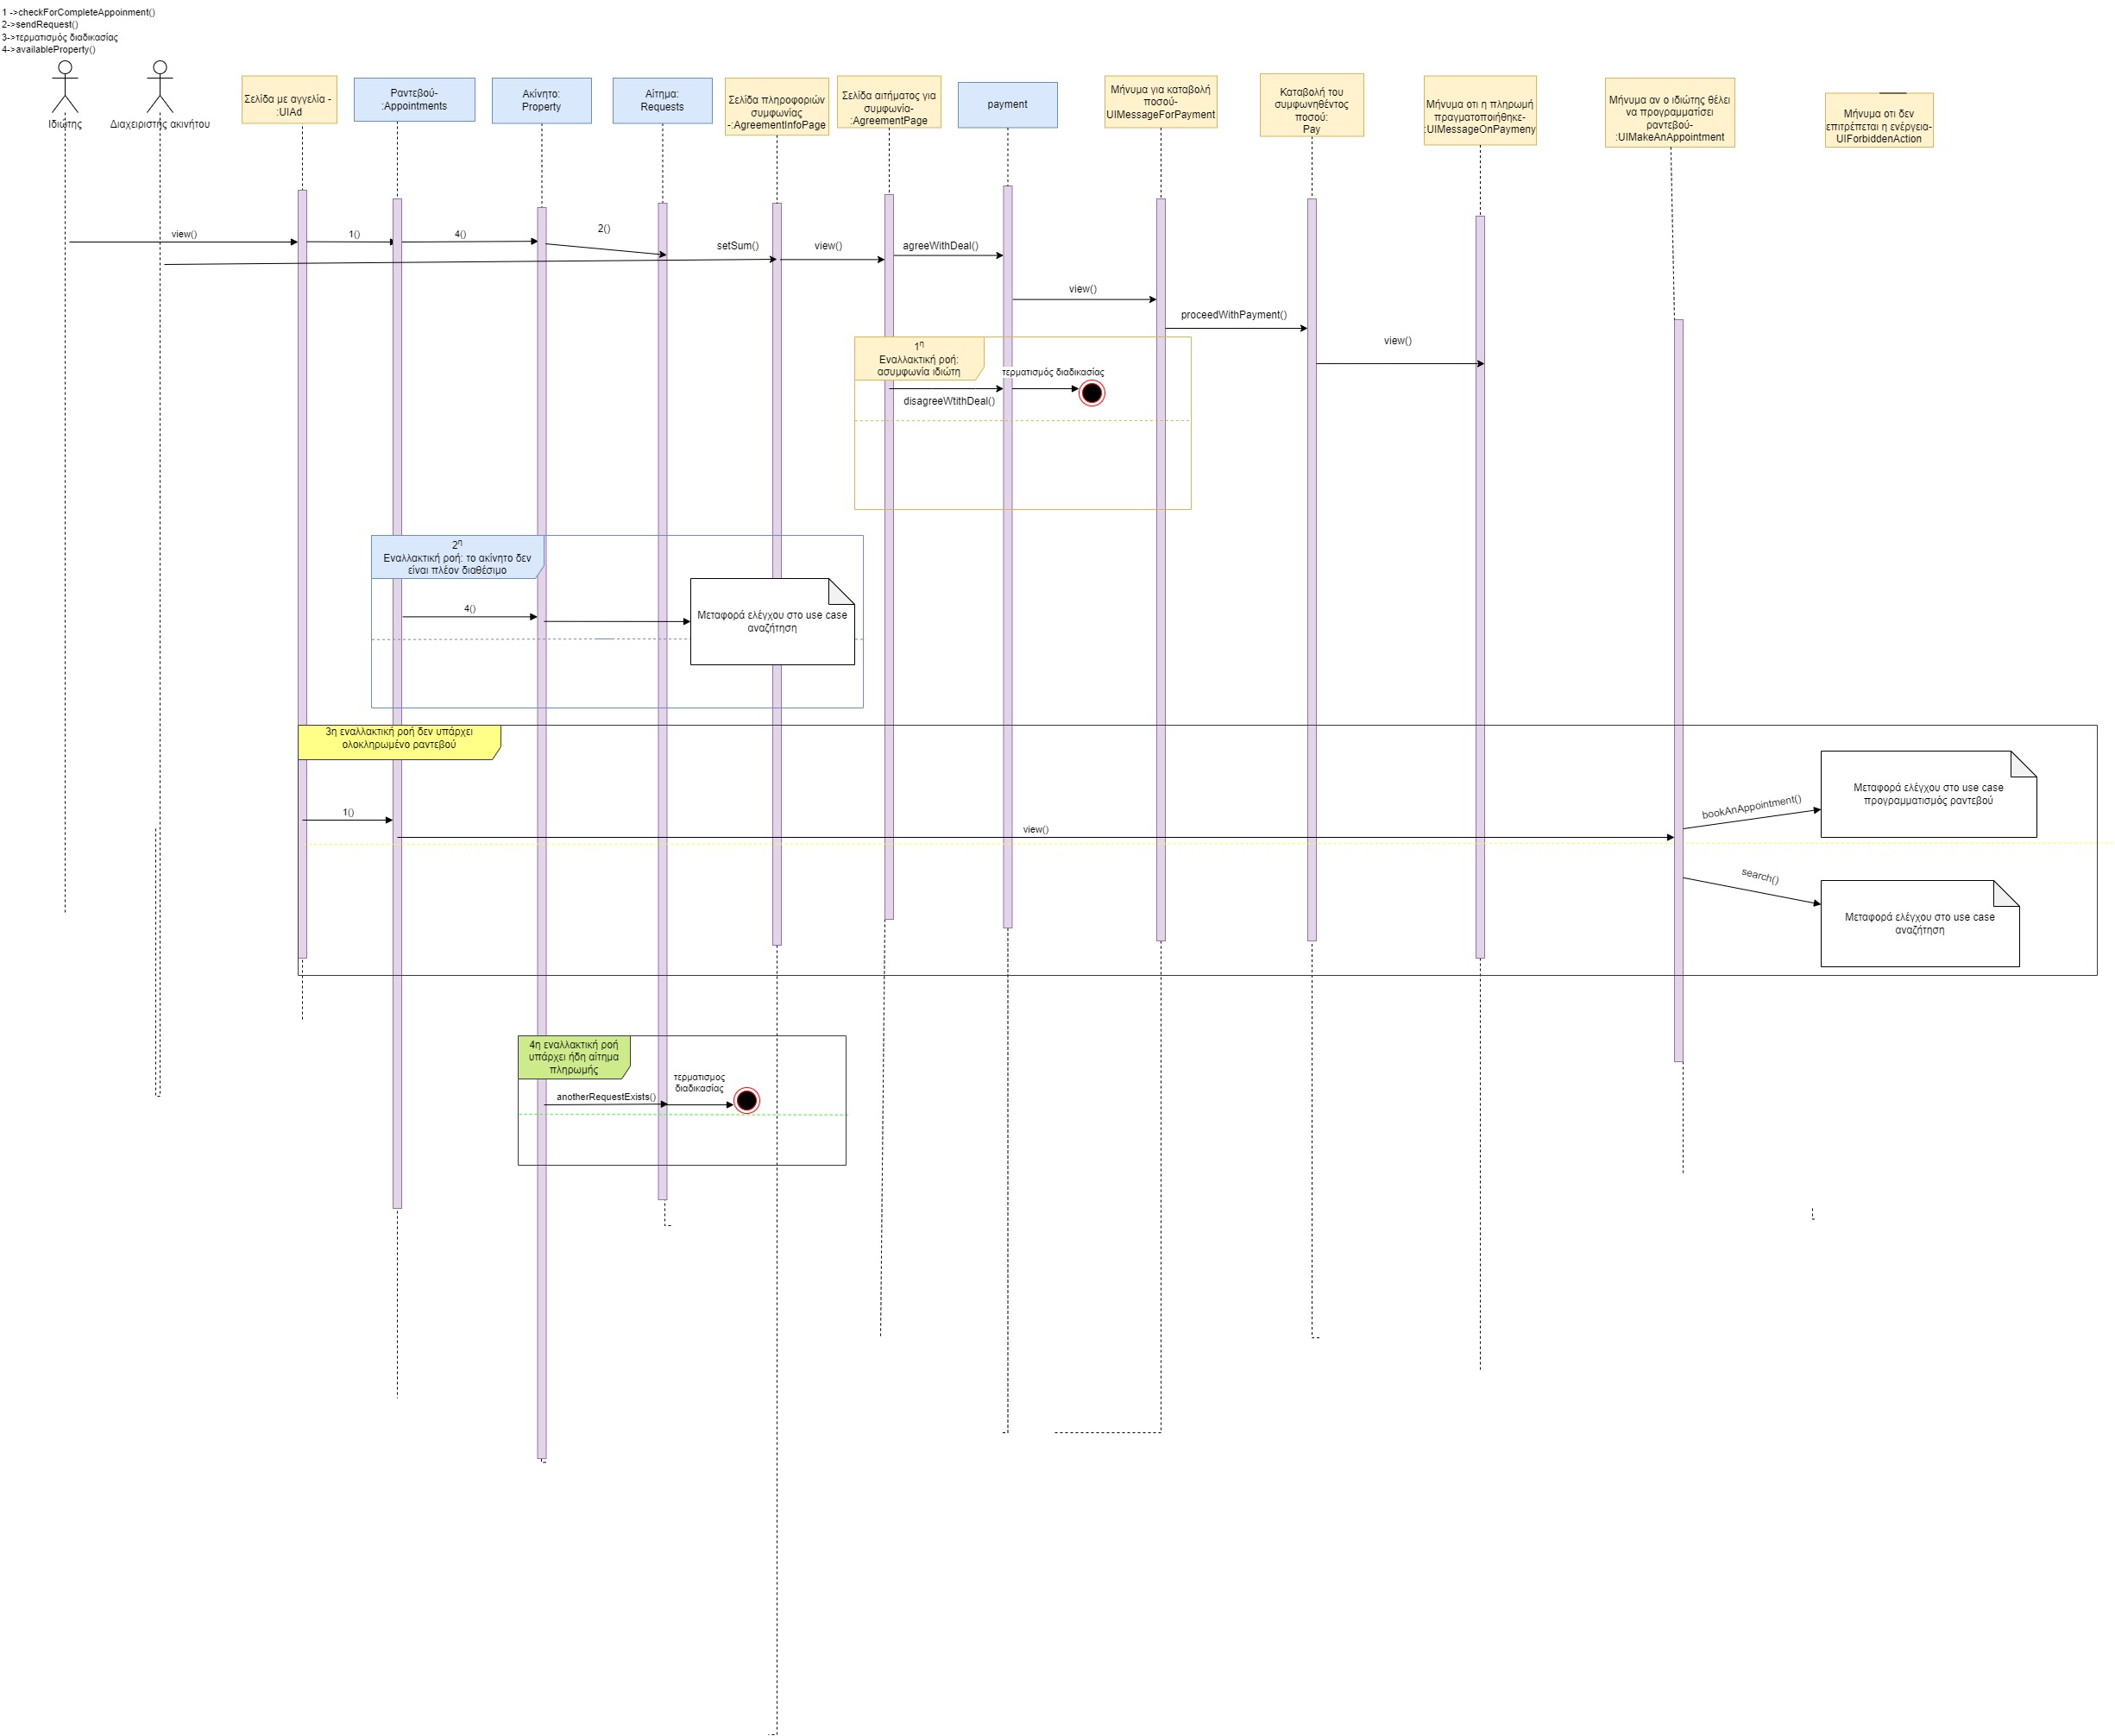 1 ->checkForCompleteAppoinment()
2->sendRequest()
3->τερματισμός διαδικασίας
4->availableProperty()
Ιδιώτης
Διαχειριστής ακινήτου
Σελίδα με αγγελία -
:UIAd
Ραντεβού-
:Appointments
Ακίνητο:
Property
Αίτημα:
Requests
Σελίδα πληροφοριών
συμφωνίας
-:AgreementInfoPage
Σελίδα αιτήματος για
συμφωνία-
:AgreementPage
payment
Μήνυμα για καταβολή
ποσού-
UIMessageForPayment
Καταβολή του
συμφωνηθέντος
ποσού:
Pay
Μήνυμα οτι η πληρωμή
πραγματοποιήθηκε-
:UIMessageOnPaymeny
Μήνυμα αν ο ιδιώτης θέλει
να προγραμματίσει
ραντεβού-
:UIMakeAnAppointment
Μήνυμα οτι δεν
επιτρέπεται η ενέργεια-
UIForbiddenAction
view()
1()
4()
2()
setSum()
view()
agreeWithDeal()
view()
proceedWithPayment()
view()
1η
Εναλλακτική ροή:
ασυμφωνία ιδιώτη
τερματισμός διαδικασίας
disagreeWtithDeal()
2η
Εναλλακτική ροή: το ακίνητο δεν
είναι πλέον διαθέσιμο
4()
Μεταφορά ελέγχου στο use case
αναζήτηση
3η εναλλακτική ροή δεν υπάρχει
ολοκληρωμένο ραντεβού
1()
view()
bookAnAppointment()
Μεταφορά ελέγχου στο use case
προγραμματισμός ραντεβού
search()
Μεταφορά ελέγχου στο use case
αναζήτηση
4η εναλλακτική ροή
υπάρχει ήδη αίτημα
πληρωμής
τερματισμος
διαδικασίας
anotherRequestExists()